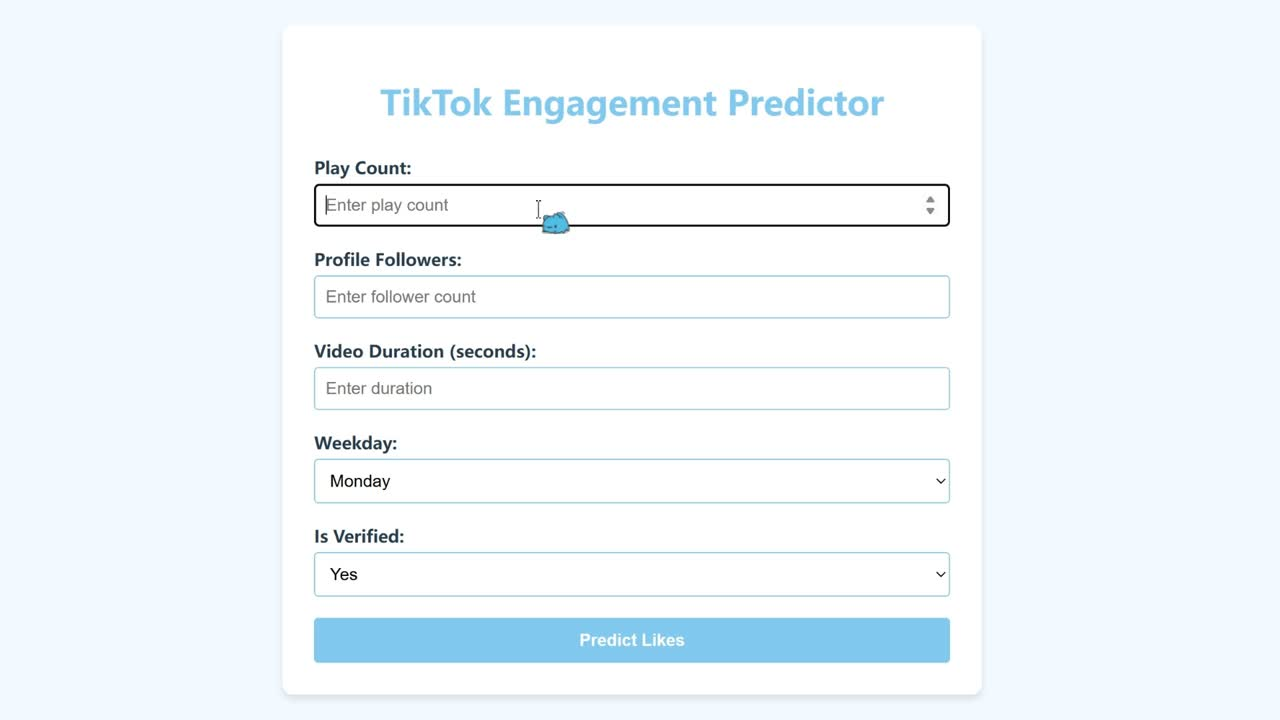 TikTok Engagement Predictor
Play Count:
Enter play count
Profile Followers:
Enter follower count
Video Duration (seconds):
Enter duration
Weekday:
Monday
Is Verified:
Yes
Predict Likes